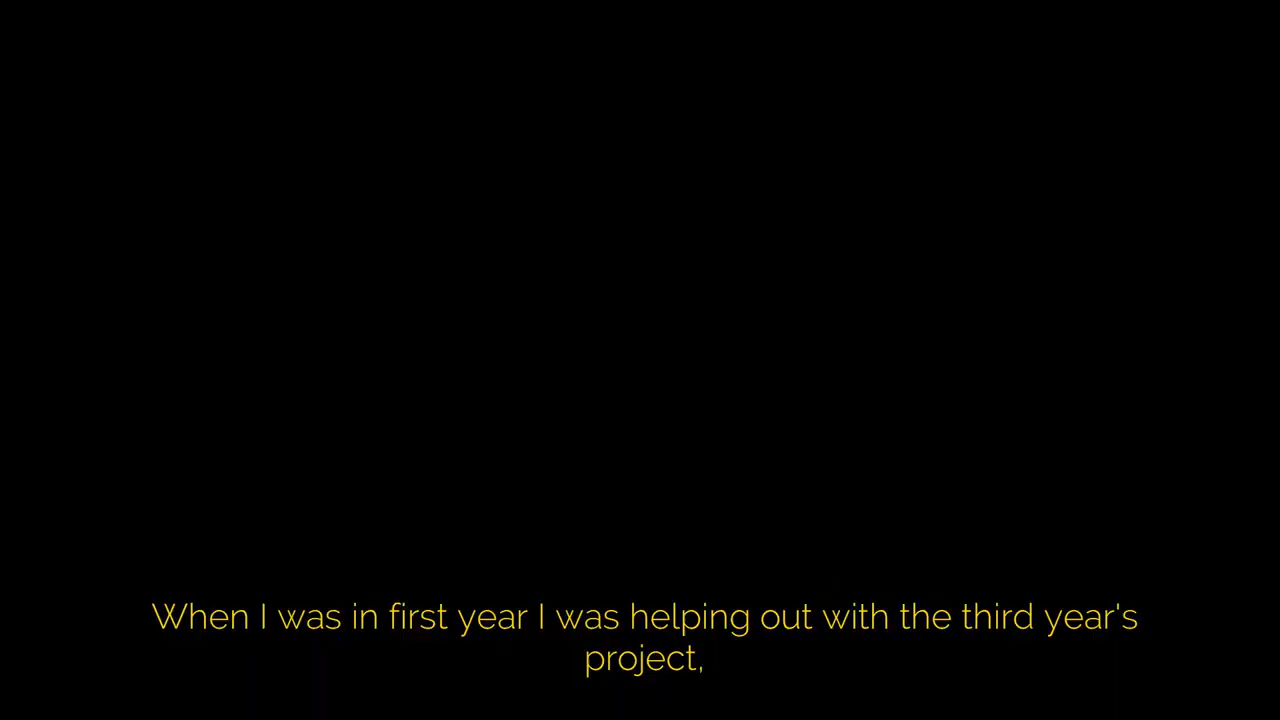 When I was in first year I was helping out with the third year's
project,